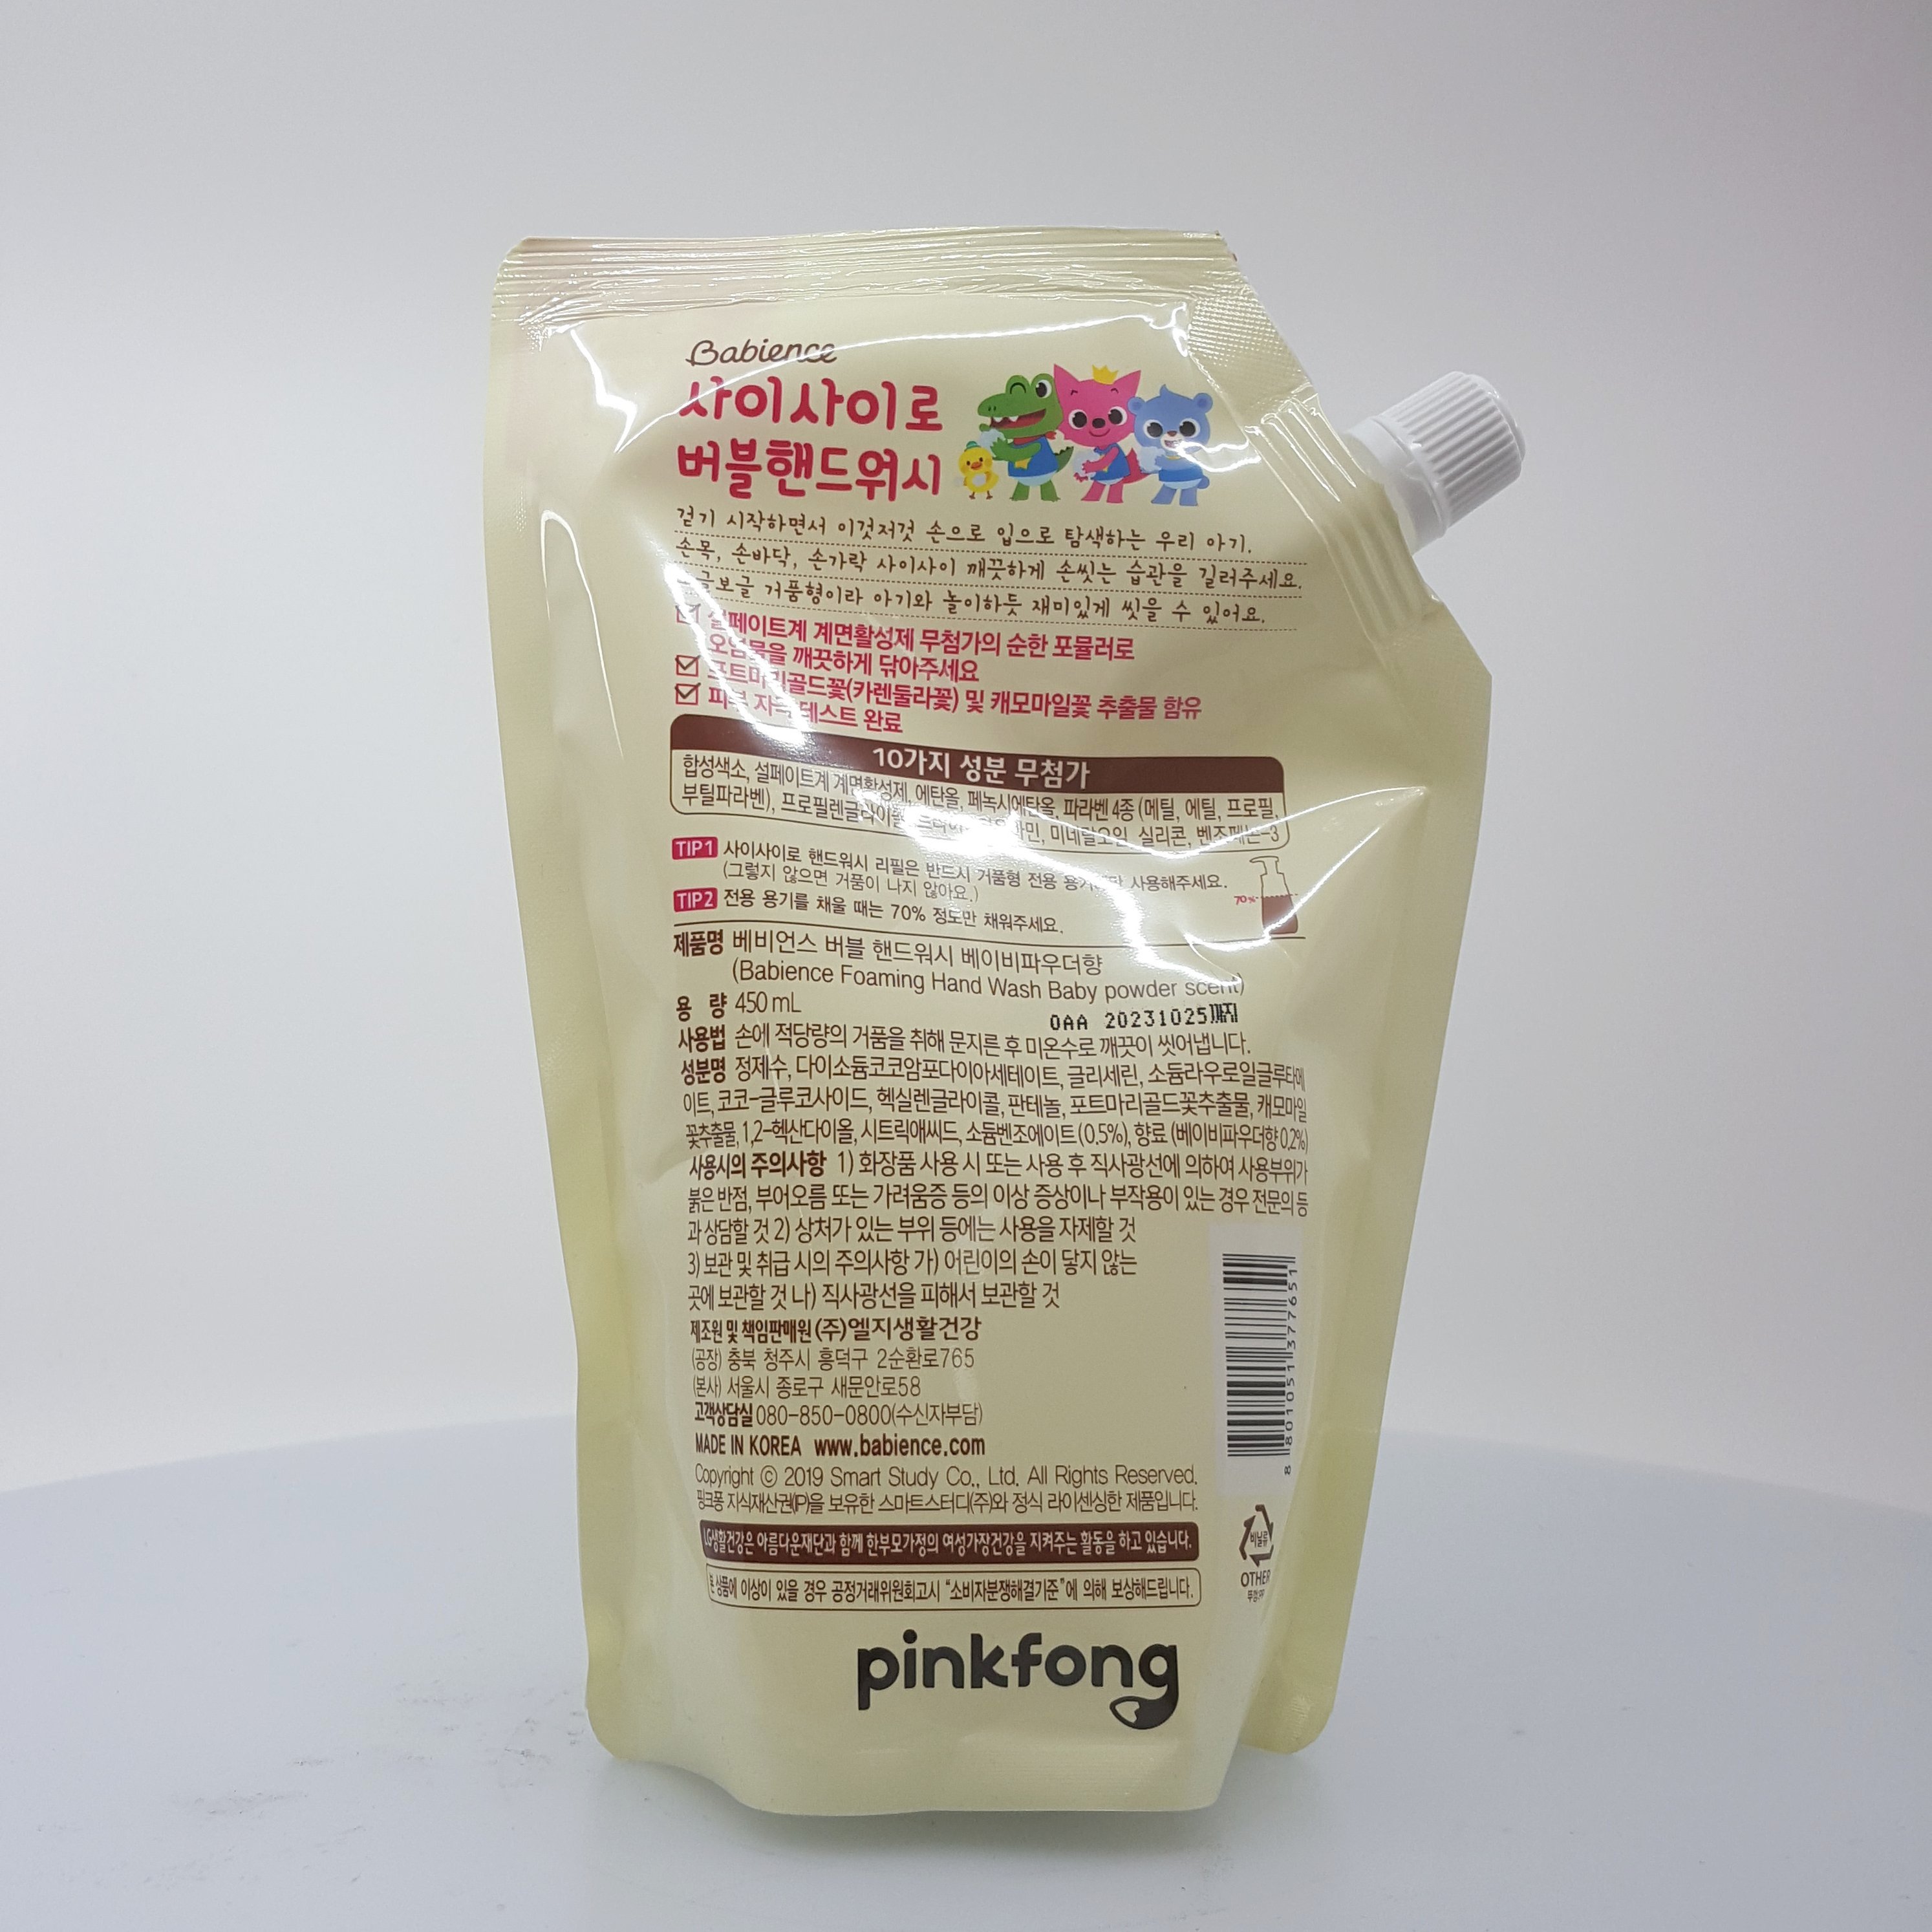 Babience
사이사이로
버블핸드워시
걷기 시작하면서 이것저것 손으로 입으로 탐색하는 우리 아기.
손목, 손바닥, 손가락 사이사이 깨끗하게 손씻는 습관을 길러주세요.
거품형이라 아기와 놀이하듯 재미있게 씻을 수 있어요.
설페이트계 계면활성제 무첨가의 순한 포뮬러로
오염물을 깨끗하게 닦아주세요
포트마리골드꽃(카렌둘라꽃) 및 캐모마일꽃 추출물 함유
피부 자극 테스트 완료
10가지 성분 무첨가
합성색소, 설페이트계 계면활성제, 에탄올, 페녹시에탄올, 파라벤 4종 (메틸, 에틸, 프로필,
부틸파라벤), 미네랄오일, 실리콘, 벤조페논-3
TIP1 사이사이로 핸드워시 리필은 반드시 거품형 전용 사용해주세요.
(그렇지 않으면 거품이 나지 않아요.)
70%
TIP2 전용 용기를 채울 때는 70% 정도만 채워주세요.
제품명 베비언스 버블 핸드워시 베이비파우더향
(Babience Foaming Hand Wash Baby powder scent)
용 량 450 mL
OAA 20231025까지
사용법 손에 적당량의 거품을 취해 문지른 후 미온수로 깨끗이 씻어냅니다.
성분명 정제수, 다이소듐코코암포다이아세테이트, 글리세린, 소듐라우로일글루타메
이트, 코코-글루코사이드, 헥실렌글라이콜, 판테놀, 포트마리골드꽃추출물, 캐모마일
꽃추출물, 1,2-헥산다이올, 시트릭애씨드, 소듐벤조에이트(0.5%), 향료 (베이비파우더향 0.2%)
사용시의 주의사항 1) 화장품 사용 시 또는 사용 후 직사광선에 의하여 사용부위가
붉은 반점, 부어오름 또는 가려움증 등의 이상 증상이나 부작용이 있는 경우 전문의 등
과 상담할 것 2) 상처가 있는 부위 등에는 사용을 자제할 것
3) 보관 및 취급 시의 주의사항 가) 어린이의 손이 닿지 않는
곳에 보관할 것 나) 직사광선을 피해서 보관할 것
제조원 및 책임판매원 (주)엘지생활건강
(공장) 충북 청주시 흥덕구 2순환로765
(본사) 서울시 종로구 새문안로58
고객상담실 080-850-0800(수신자부담)
MADE IN KOREA www.babience.com
Copyright ⓒ 2019 Smart Study Co., Ltd. All Rights Reserved.
핑크퐁 지식재산권(IP)을 보유한 스마트스터디(주)와 정식 라이센싱한 제품입니다.
LG생활건강은 아름다운재단과 함께 한부모가정의 여성가장건강을 지켜주는 활동을 하고 있습니다.
본 상품에 이상이 있을 경우 공정거래위원회고시 "소비자분쟁해결기준"에 의해 보상해드립니다.
8 801051 377651
비닐류
OTHER
pinkfong